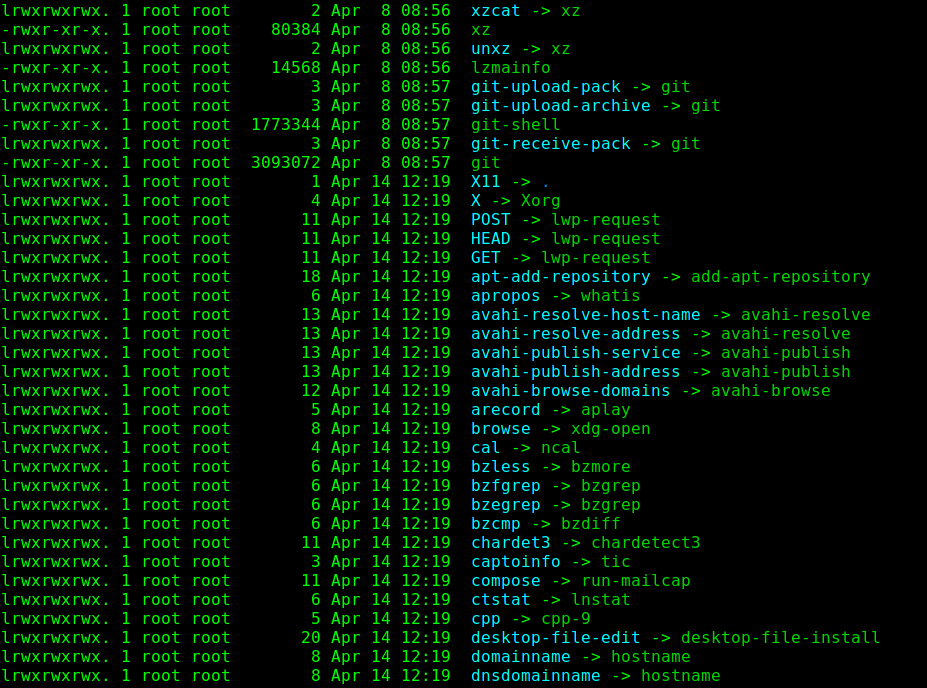 lrwxrwxrwx. 1 root root        2 Apr  8 08:56  xzcat -> xz
-rwxr-xr-x. 1 root root    80384 Apr  8 08:56  xz
lrwxrwxrwx. 1 root root        2 Apr  8 08:56  unxz -> xz
-rwxr-xr-x. 1 root root    14568 Apr  8 08:56  lzmainfo
lrwxrwxrwx. 1 root root        3 Apr  8 08:57  git-upload-pack -> git
lrwxrwxrwx. 1 root root        3 Apr  8 08:57  git-upload-archive -> git
-rwxr-xr-x. 1 root root  1773344 Apr  8 08:57  git-shell
lrwxrwxrwx. 1 root root        3 Apr  8 08:57  git-receive-pack -> git
-rwxr-xr-x. 1 root root  3093072 Apr  8 08:57  git
lrwxrwxrwx. 1 root root        1 Apr 14 12:19  X11 -> .
lrwxrwxrwx. 1 root root        4 Apr 14 12:19  X -> Xorg
lrwxrwxrwx. 1 root root       11 Apr 14 12:19  POST -> lwp-request
lrwxrwxrwx. 1 root root       11 Apr 14 12:19  HEAD -> lwp-request
lrwxrwxrwx. 1 root root       11 Apr 14 12:19  GET -> lwp-request
lrwxrwxrwx. 1 root root       18 Apr 14 12:19  apt-add-repository -> add-apt-repository
lrwxrwxrwx. 1 root root        6 Apr 14 12:19  apropos -> whatis
lrwxrwxrwx. 1 root root       13 Apr 14 12:19  avahi-resolve-host-name -> avahi-resolve
lrwxrwxrwx. 1 root root       13 Apr 14 12:19  avahi-resolve-address -> avahi-resolve
lrwxrwxrwx. 1 root root       13 Apr 14 12:19  avahi-publish-service -> avahi-publish
lrwxrwxrwx. 1 root root       13 Apr 14 12:19  avahi-publish-address -> avahi-publish
lrwxrwxrwx. 1 root root       12 Apr 14 12:19  avahi-browse-domains -> avahi-browse
lrwxrwxrwx. 1 root root        5 Apr 14 12:19  arecord -> aplay
lrwxrwxrwx. 1 root root        8 Apr 14 12:19  browse -> xdg-open
lrwxrwxrwx. 1 root root        4 Apr 14 12:19  cal -> ncal
lrwxrwxrwx. 1 root root        6 Apr 14 12:19  bzless -> bzmore
lrwxrwxrwx. 1 root root        6 Apr 14 12:19  bzfgrep -> bzgrep
lrwxrwxrwx. 1 root root        6 Apr 14 12:19  bzegrep -> bzgrep
lrwxrwxrwx. 1 root root        6 Apr 14 12:19  bzcmp -> bzdiff
lrwxrwxrwx. 1 root root       11 Apr 14 12:19  chardet3 -> chardetect3
lrwxrwxrwx. 1 root root        3 Apr 14 12:19  captoinfo -> tic
lrwxrwxrwx. 1 root root       11 Apr 14 12:19  compose -> run-mailcap
lrwxrwxrwx. 1 root root        6 Apr 14 12:19  ctstat -> lnstat
lrwxrwxrwx. 1 root root        5 Apr 14 12:19  cpp -> cpp-9
lrwxrwxrwx. 1 root root       20 Apr 14 12:19  desktop-file-edit -> desktop-file-install
lrwxrwxrwx. 1 root root        8 Apr 14 12:19  domainname -> hostname
lrwxrwxrwx. 1 root root        8 Apr 14 12:19  dnsdomainname -> hostname